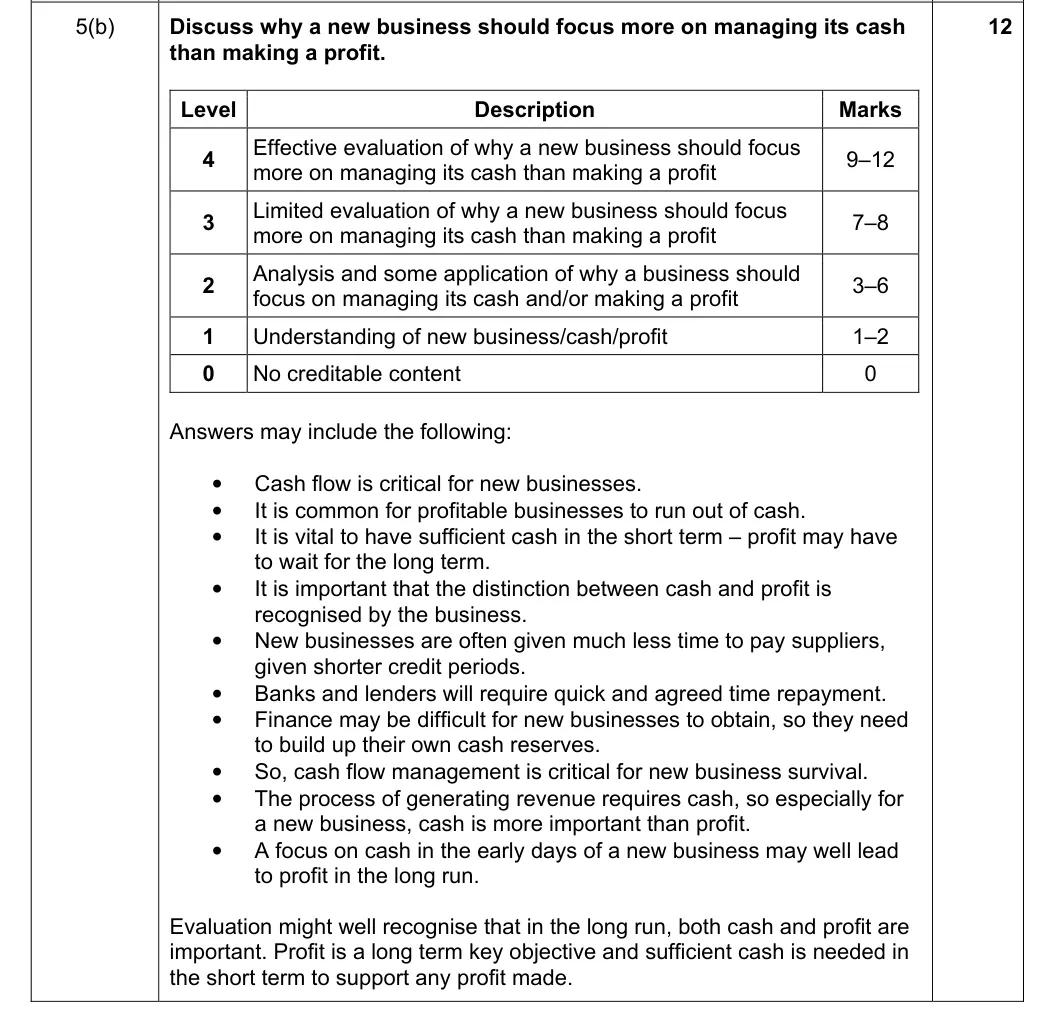 5(b)
Discuss why a new business should focus more on managing its cash
than making a profit.
12
Level Description Marks
4 Effective evaluation of why a new business should focus
more on managing its cash than making a profit 9–12
3 Limited evaluation of why a new business should focus
more on managing its cash than making a profit 7–8
2 Analysis and some application of why a business should
focus on managing its cash and/or making a profit 3–6
1 Understanding of new business/cash/profit 1–2
0 No creditable content 0
Answers may include the following:
• Cash flow is critical for new businesses.
• It is common for profitable businesses to run out of cash.
• It is vital to have sufficient cash in the short term – profit may have
to wait for the long term.
• It is important that the distinction between cash and profit is
recognised by the business.
• New businesses are often given much less time to pay suppliers,
given shorter credit periods.
• Banks and lenders will require quick and agreed time repayment.
• Finance may be difficult for new businesses to obtain, so they need
to build up their own cash reserves.
• So, cash flow management is critical for new business survival.
• The process of generating revenue requires cash, so especially for
a new business, cash is more important than profit.
• A focus on cash in the early days of a new business may well lead
to profit in the long run.
Evaluation might well recognise that in the long run, both cash and profit are
important. Profit is a long term key objective and sufficient cash is needed in
the short term to support any profit made.